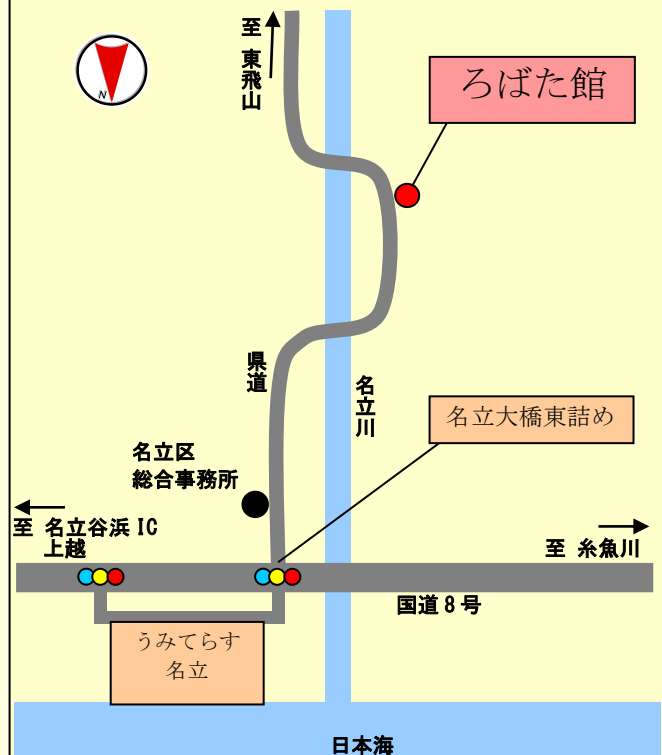 至
東飛山
N
ろばた館
県道
名立川
名立大橋東詰め
名立区
総合事務所
至 名立谷浜 IC
上越
至 糸魚川
国道8号
うみてらす
名立
日本海